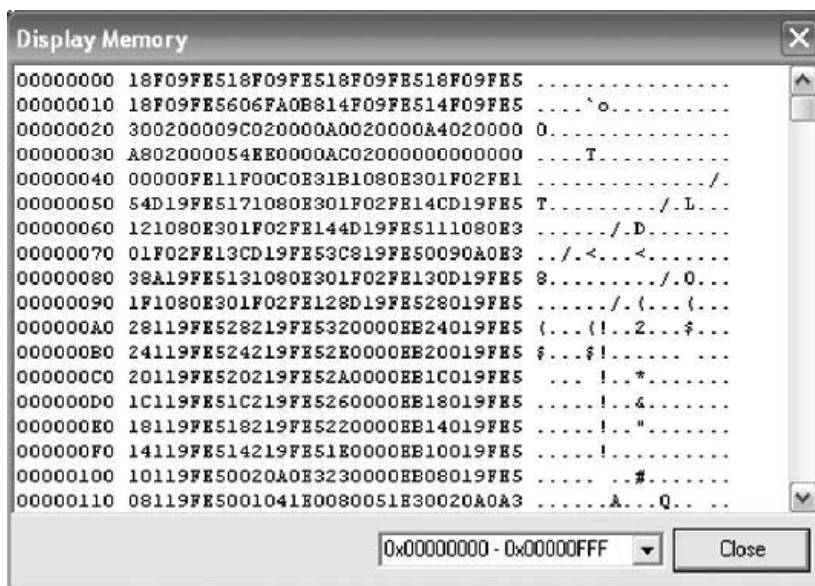 Display Memory
00000000 18F09FE518F09FE518F09FE518F09FE5 ................
00000010 18F09FE5606FA0B814F09FE514F09FE5 ....`o..........
00000020 300200009C020000A0020000A4020000 0...............
00000030 A802000054EE0000AC02000000000000 ....T...........
00000040 00000FE11F00C0E31B1080E301F02FE1 ............../.
00000050 54D19FE5171080E301F02FE14CD19FE5 T........./.L...
00000060 121080E301F02FE144D19FE5111080E3 ....../.D.......
00000070 01F02FE13CD19FE53C819FE50090A0E3 ../.<...<.......
00000080 38A19FE5131080E301F02FE130D19FE5 8........./.0...
00000090 1F1080E301F02FE128D19FE528019FE5 ....../.(...(...
000000A0 28119FE528219FE5320000EB24019FE5 (...(!..2...$...
000000B0 24119FE524219FE52E0000EB20019FE5 $...$!...... ...
000000C0 20119FE520219FE52A0000EB1C019FE5  ... !..*.......
000000D0 1C119FE51C219FE5260000EB18019FE5 .....!..&.......
000000E0 18119FE518219FE5220000EB14019FE5 .....!..".......
000000F0 14119FE514219FE51E0000EB10019FE5 .....!..........
00000100 10119FE50020A0E3230000EB08019FE5 ..... ..#.......
00000110 08119FE5001041E0080051E30020A0A3 ......A...Q.. ..
0x00000000 - 0x00000FFF Close